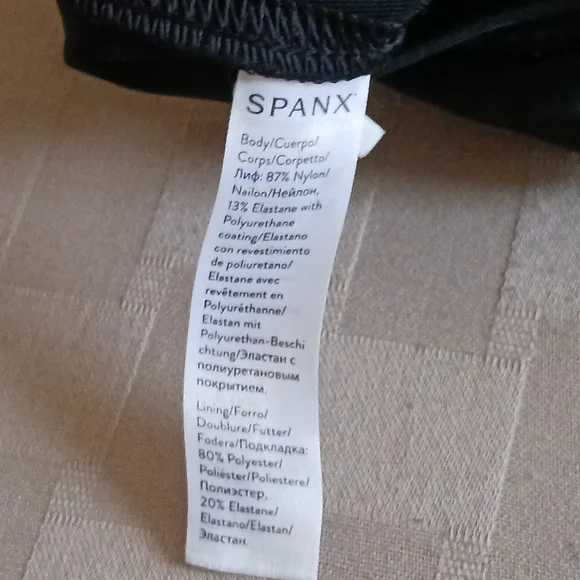 SPANX
Body/Cuerpo/
Corps/Corpetto/
Лиф: 87% Nylon/
Nailon/Нейлон,
13% Elastane with
Polyurethane
coating/Elastano
con revestimiento
de poliuretano/
Elastane avec
revêtement en
Polyuréthanne/
Elastan mit
Polyurethan-Beschi
chtung/Эластан с
полиуретановым
покрытием.
Lining/Forro/
Doublure/Futter/
Fodera/Подкладка:
80% Polyester/
Poliéster/Poliestere/
Полиэстер,
20% Elastane/
Elastano/Elastan/
Эластан.